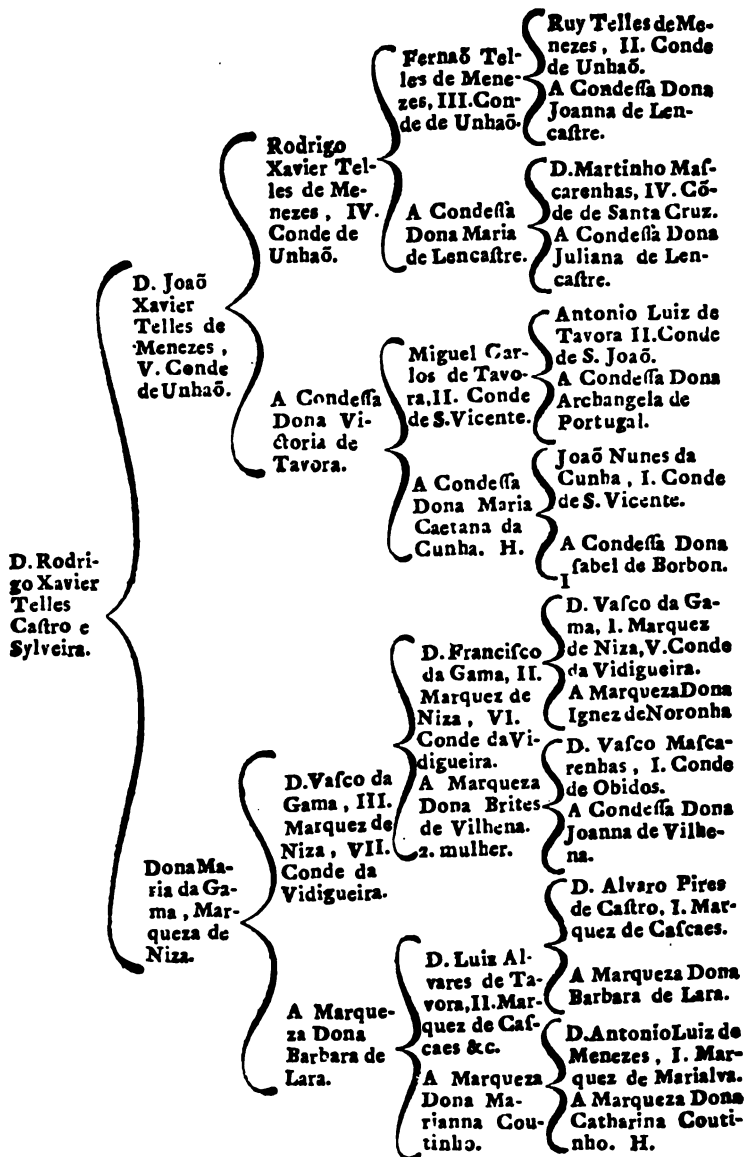 D. Rodri-
go Xavier
Telles
Caſtro e
Sylveira.
D. Joaõ
Xavier
Telles de
Menezes,
V. Conde
de Unhaõ.
Rodrigo
Xavier Tel-
les de Me-
nezes, IV.
Conde de
Unhaõ.
Fernaõ Tel-
les de Mene-
zes, III. Con-
de de Unhaõ.
Ruy Telles de Me-
nezes, II. Conde
de Unhaõ.
A Condeſſa Dona
Joanna de Len-
caſtre.
A Condeſſa
Dona Maria
de Lencaſtre.
D. Martinho Maſ-
carenhas, IV. Cõ-
de de Santa Cruz.
A Condeſſa Dona
Juliana de Len-
caſtre.
A Condeſſa
Dona Vi-
ctoria de
Tavora.
Miguel Car-
los de Tavo-
ra, II. Conde
de S. Vicente.
Antonio Luiz de
Tavora II. Conde
de S. Joaõ.
A Condeſſa Dona
Archangela de
Portugal.
A Condeſſa
Dona Maria
Caetana da
Cunha. H.
Joaõ Nunes da
Cunha, I. Conde
de S. Vicente.
A Condeſſa Dona
ſabel de Borbon.
I
Dona Ma-
ria da Ga-
ma, Mar-
queza de
Niza.
D. Vaſco da
Gama, III.
Marquez de
Niza, VII.
Conde da
Vidigueira.
D. Franciſco
da Gama, II.
Marquez de
Niza, VI.
Conde da Vi-
digueira.
D. Vaſco da Ga-
ma, I. Marquez
de Niza, V. Conde
da Vidigueira.
A Marqueza Dona
Ignez de Noronha
A Marqueza
Dona Brites
de Vilhena.
2. mulher.
D. Vaſco Maſca-
renhas, I. Conde
de Obidos.
A Condeſſa Dona
Joanna de Vilhe-
na.
A Marque-
za Dona
Barbara de
Lara.
D. Luiz Al-
vares de Ta-
vora, II. Mar-
quez de Caſ-
caes &c.
D. Alvaro Pires
de Caſtro, I. Mar-
quez de Caſcaes.
A Marqueza Dona
Barbara de Lara.
A Marqueza
Dona Ma-
rianna Cou-
tinho.
D. Antonio Luiz de
Menezes, I. Mar-
quez de Marialva.
A Marqueza Dona
Catharina Couti-
nho. H.